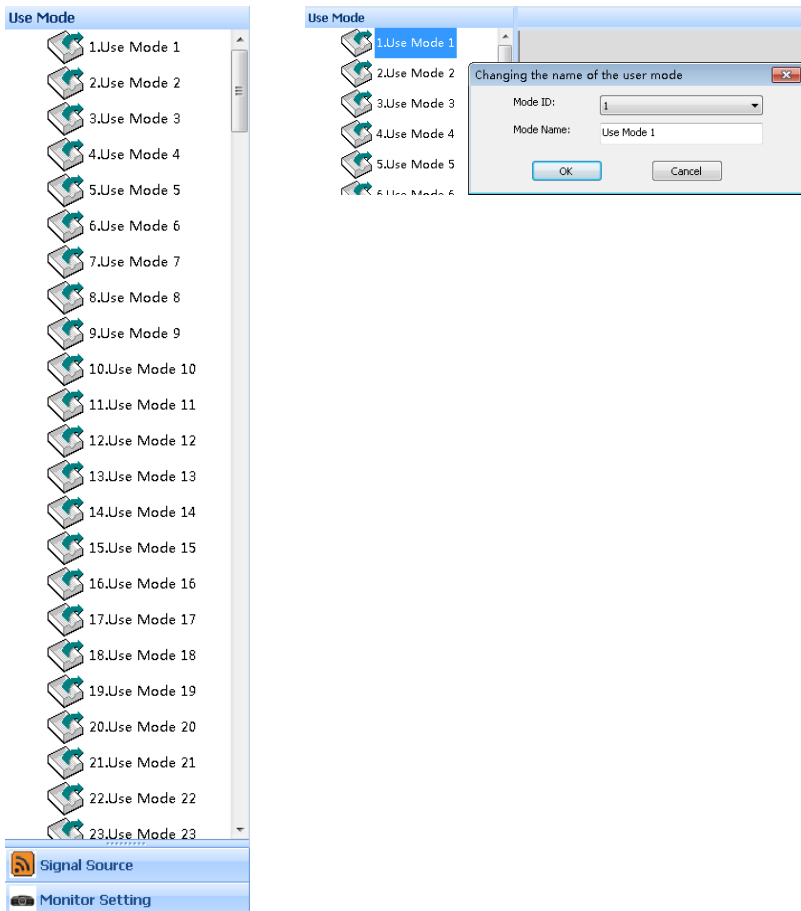 Use Mode
1.Use Mode 1
2.Use Mode 2
3.Use Mode 3
4.Use Mode 4
5.Use Mode 5
6.Use Mode 6
7.Use Mode 7
8.Use Mode 8
9.Use Mode 9
10.Use Mode 10
11.Use Mode 11
12.Use Mode 12
13.Use Mode 13
14.Use Mode 14
15.Use Mode 15
16.Use Mode 16
17.Use Mode 17
18.Use Mode 18
19.Use Mode 19
20.Use Mode 20
21.Use Mode 21
22.Use Mode 22
23.Use Mode 23
Signal Source
Monitor Setting
Use Mode
1.Use Mode 1
2.Use Mode 2
3.Use Mode 3
4.Use Mode 4
5.Use Mode 5
6.Use Mode 6
Changing the name of the user mode
Mode ID: 1
Mode Name: Use Mode 1
OK Cancel